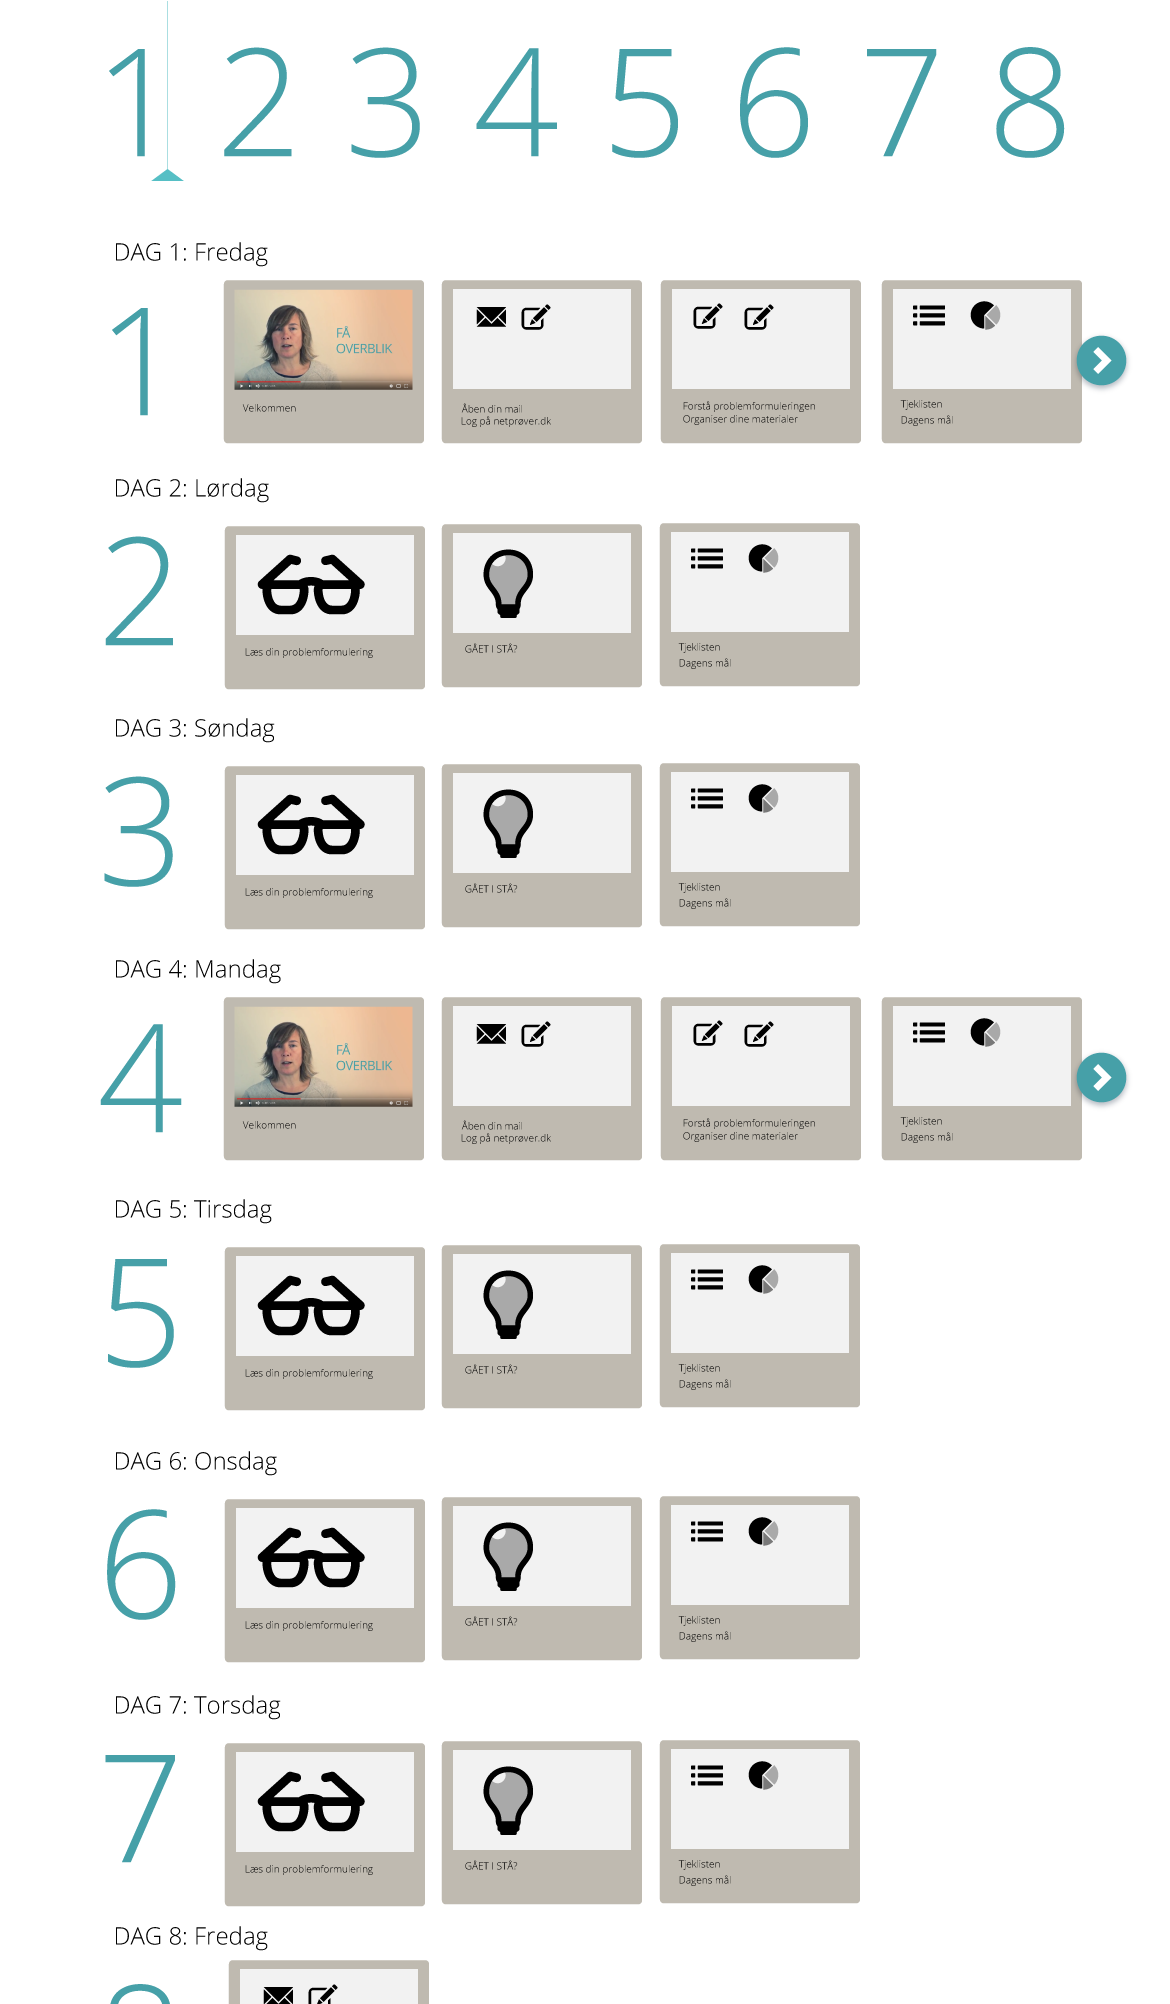 1 2 3 4 5 6 7 8
DAG 1: Fredag
1
FÅ
OVERBLIK
Velkommen
Åben din mail
Log på netprøver.dk
Forstå problemformuleringen
Organiser dine materialer
Tjeklisten
Dagens mål
DAG 2: Lørdag
2
Læs din problemformulering
GÅET I STÅ?
Tjeklisten
Dagens mål
DAG 3: Søndag
3
Læs din problemformulering
GÅET I STÅ?
Tjeklisten
Dagens mål
DAG 4: Mandag
4
FÅ
OVERBLIK
Velkommen
Åben din mail
Log på netprøver.dk
Forstå problemformuleringen
Organiser dine materialer
Tjeklisten
Dagens mål
DAG 5: Tirsdag
5
Læs din problemformulering
GÅET I STÅ?
Tjeklisten
Dagens mål
DAG 6: Onsdag
6
Læs din problemformulering
GÅET I STÅ?
Tjeklisten
Dagens mål
DAG 7: Torsdag
7
Læs din problemformulering
GÅET I STÅ?
Tjeklisten
Dagens mål
DAG 8: Fredag